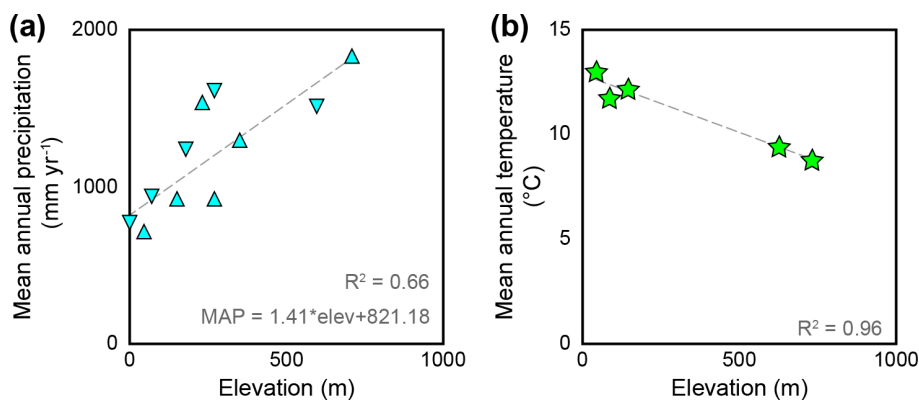 (a)
Mean annual precipitation
(mm yr⁻¹)
2000
1000
0
R² = 0.66
MAP = 1.41*elev+821.18
0 500 1000
Elevation (m)
(b)
Mean annual temperature
(°C)
15
10
5
0
R² = 0.96
0 500 1000
Elevation (m)